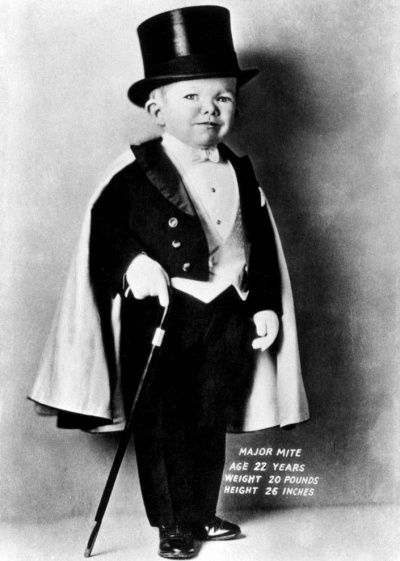 MAJOR MITE
AGE 22 YEARS
WEIGHT 20 POUNDS
HEIGHT 26 INCHES